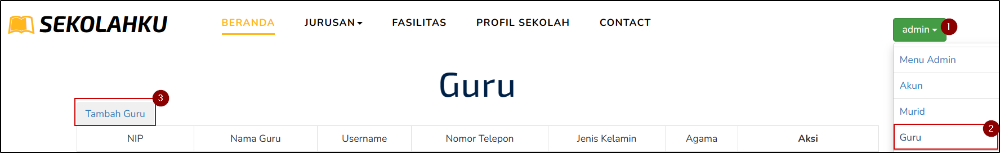 SEKOLAHKU
BERANDA JURUSAN FASILITAS PROFIL SEKOLAH CONTACT
admin 1
Menu Admin
Akun
Murid
Guru 2
Guru
3
Tambah Guru
NIP Nama Guru Username Nomor Telepon Jenis Kelamin Agama Aksi